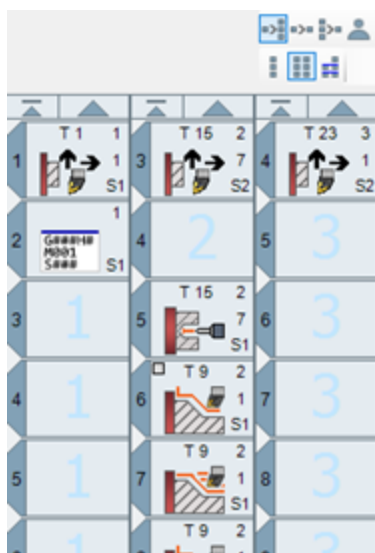 T 1 1
1 1
S1
T 15 2
3 7
S2
T 23 3
4 1
S2
1
2 G###H#
M001
S###
S1
4 2
5 3
3 1
T 15 2
5 7
S1
6 3
4 1
T 9 2
6 1
S1
7 3
5 1
T 9 2
7 1
S1
8 3
T 9 2